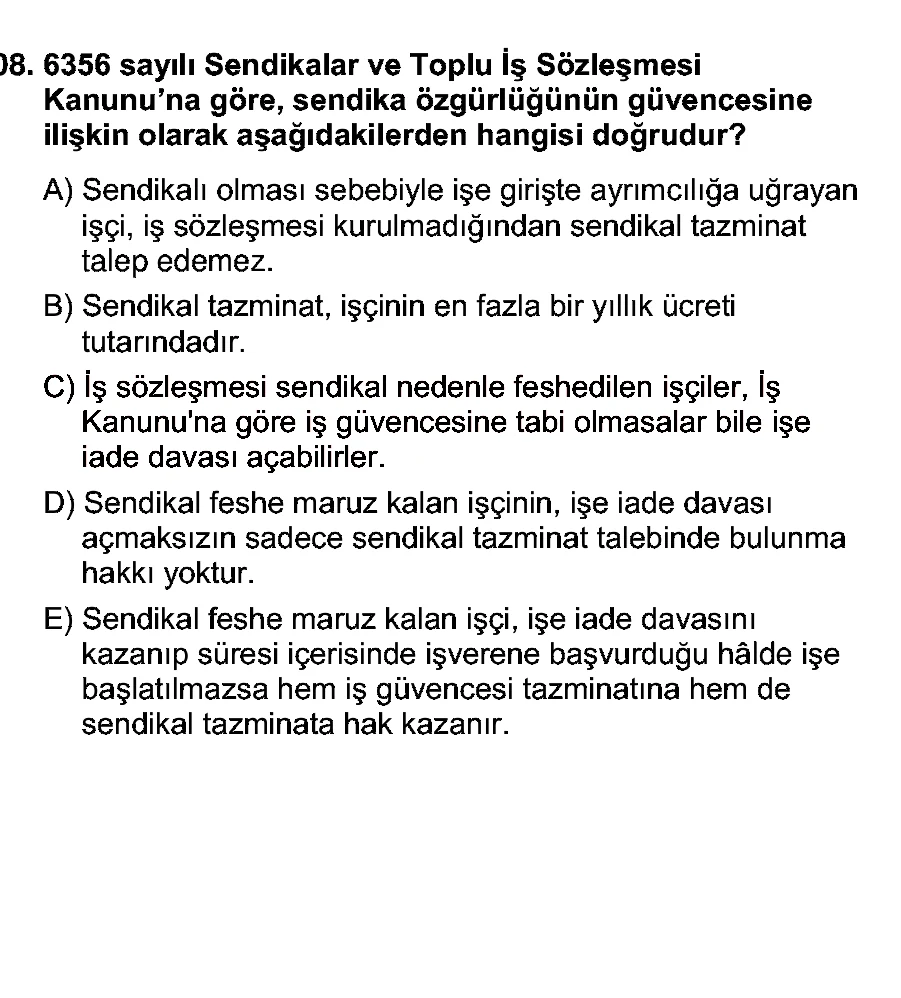 08. 6356 sayılı Sendikalar ve Toplu İş Sözleşmesi
Kanunu’na göre, sendika özgürlüğünün güvencesine
ilişkin olarak aşağıdakilerden hangisi doğrudur?
A) Sendikalı olması sebebiyle işe girişte ayrımcılığa uğrayan
işçi, iş sözleşmesi kurulmadığından sendikal tazminat
talep edemez.
B) Sendikal tazminat, işçinin en fazla bir yıllık ücreti
tutarındadır.
C) İş sözleşmesi sendikal nedenle feshedilen işçiler, İş
Kanunu'na göre iş güvencesine tabi olmasalar bile işe
iade davası açabilirler.
D) Sendikal feshe maruz kalan işçinin, işe iade davası
açmaksızın sadece sendikal tazminat talebinde bulunma
hakkı yoktur.
E) Sendikal feshe maruz kalan işçi, işe iade davasını
kazanıp süresi içerisinde işverene başvurduğu hâlde işe
başlatılmazsa hem iş güvencesi tazminatına hem de
sendikal tazminata hak kazanır.